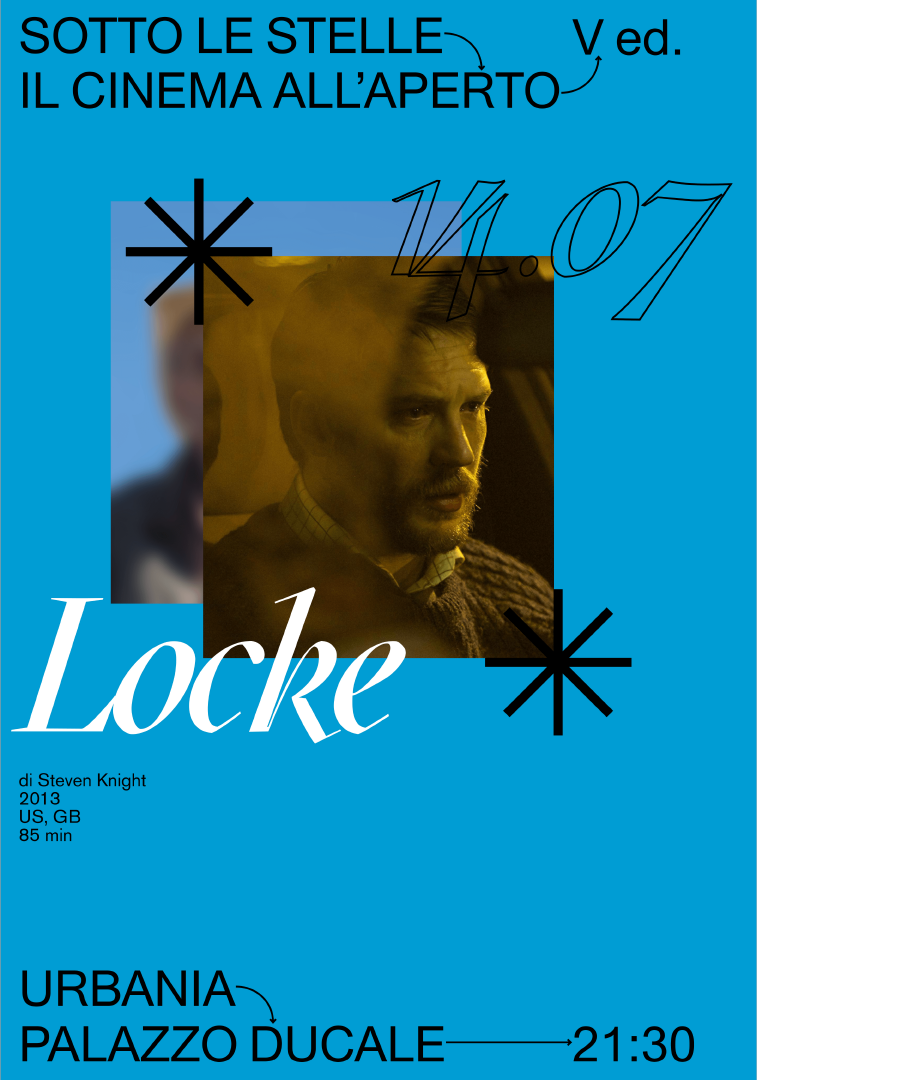 SOTTO LE STELLE
IL CINEMA ALL’APERTO
V ed.
14.07
Locke
di Steven Knight
2013
US, GB
85 min
URBANIA
PALAZZO DUCALE
21:30